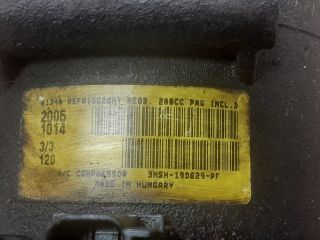 R134A REFRIGERANT REQD. 200CC PAG INCL.D
2005
1014
3/3
120
A/C COMPRESSOR 3M5H-19D629-PF
MADE IN HUNGARY